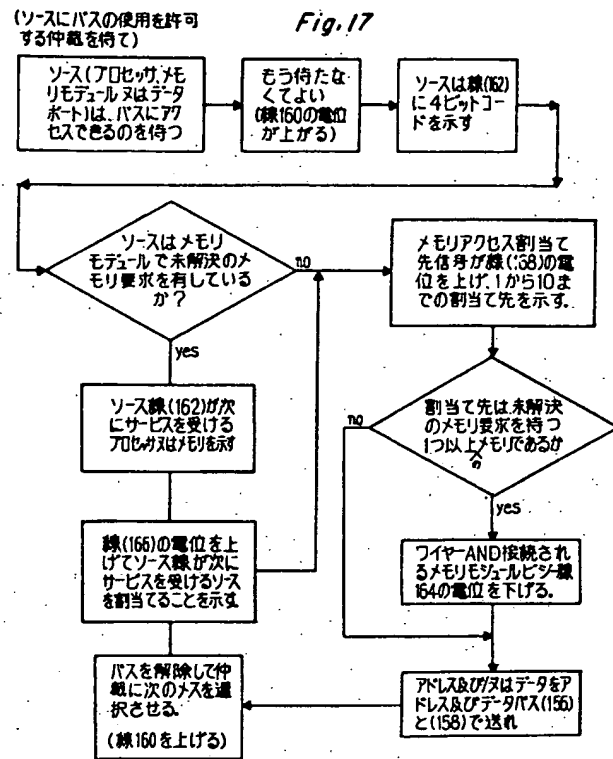 (ソースにバスの使用を許可
する仲裁を待て)
Fig.17
ソース(プロセッサ、メモ
リモデュール又はデータ
ポート)は、バスにア
クセスできるのを待つ
もう待たな
くてよい
(線160の電位
が上がる)
ソースは線(162)
に4ビットコー
ドを示す
ソースはメモリ
モデュールで未解決のメ
モリ要求を有している
か?
no
yes
メモリアクセス割当て
先信号が線(168)の電
位を上げ、1から10ま
での割当て先を示す。
ソース線(162)が次
にサービスを受ける
プロセッサ又はメモリを示す
割当て先は未解決
のメモリ要求を持つ
1つ以上メモリであるか
の
no
yes
線(166)の電位を上
げてソース線が次に
サービスを受けるソース
を割当てることを示す。
ワイヤーAND接続され
るメモリモジュールビジー線
164の電位を下げる。
バスを解除して仲
裁に次のメスを選
択させる。
(線160を上げる)
アドレス及び/又はデータをア
ドレス及びデータバス(156)
と(158)で送れ